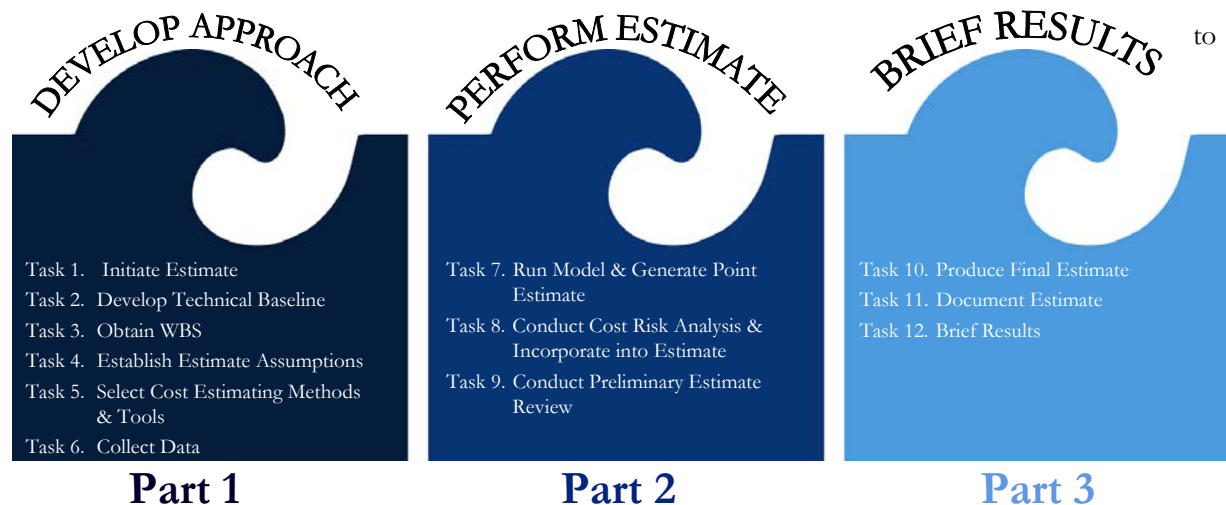 DEVELOP APPROACH
Task 1. Initiate Estimate
Task 2. Develop Technical Baseline
Task 3. Obtain WBS
Task 4. Establish Estimate Assumptions
Task 5. Select Cost Estimating Methods
& Tools
Task 6. Collect Data
Part 1
PERFORM ESTIMATE
Task 7. Run Model & Generate Point
Estimate
Task 8. Conduct Cost Risk Analysis &
Incorporate into Estimate
Task 9. Conduct Preliminary Estimate
Review
Part 2
BRIEF RESULTS
to
Task 10. Produce Final Estimate
Task 11. Document Estimate
Task 12. Brief Results
Part 3